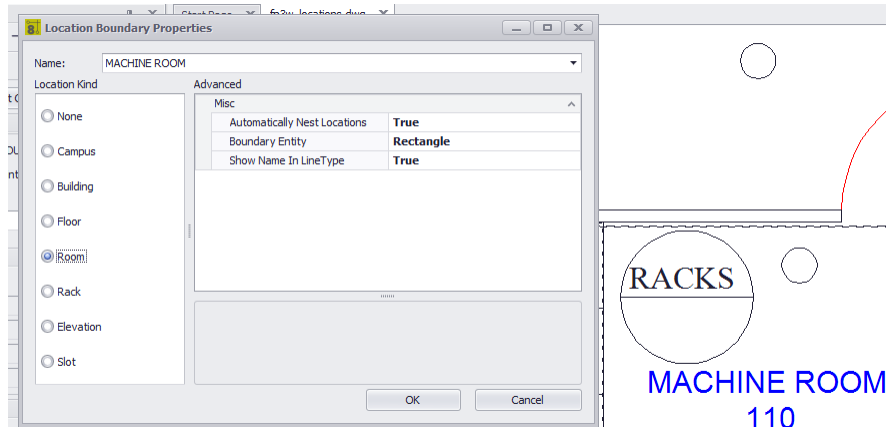 Start Page
fp3w_locations.dwg
8
Location Boundary Properties
Name:
MACHINE ROOM
Location Kind
Advanced
None
Campus
Building
Floor
Room
Rack
Elevation
Slot
Misc
Automatically Nest Locations True
Boundary Entity Rectangle
Show Name In LineType True
OK
Cancel
RACKS
MACHINE ROOM
110